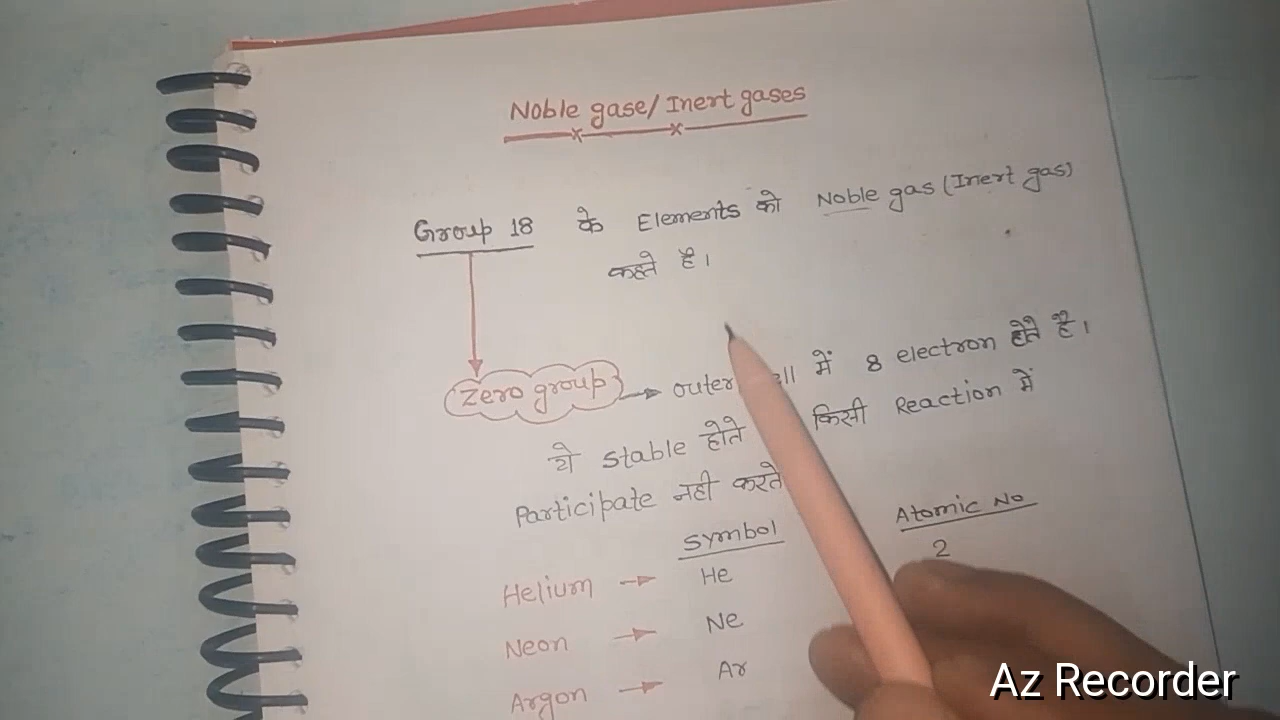 Noble gase/Inert gases
Group 18 के Elements को Noble gas (Inert gas)
कहते है।
Zero group outer में 8 electron होते है।
ये stable होते किसी Reaction में
Participate नही करते
Symbol Atomic No
Helium He 2
Neon Ne
Argon Ar
Az Recorder